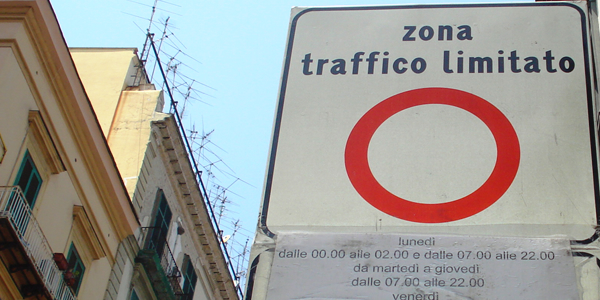 zona
traffico limitato
lunedì
dalle 00.00 alle 02.00 e dalle 07.00 alle 22.00
da martedì a giovedì
dalle 07.00 alle 22.00
venerdì